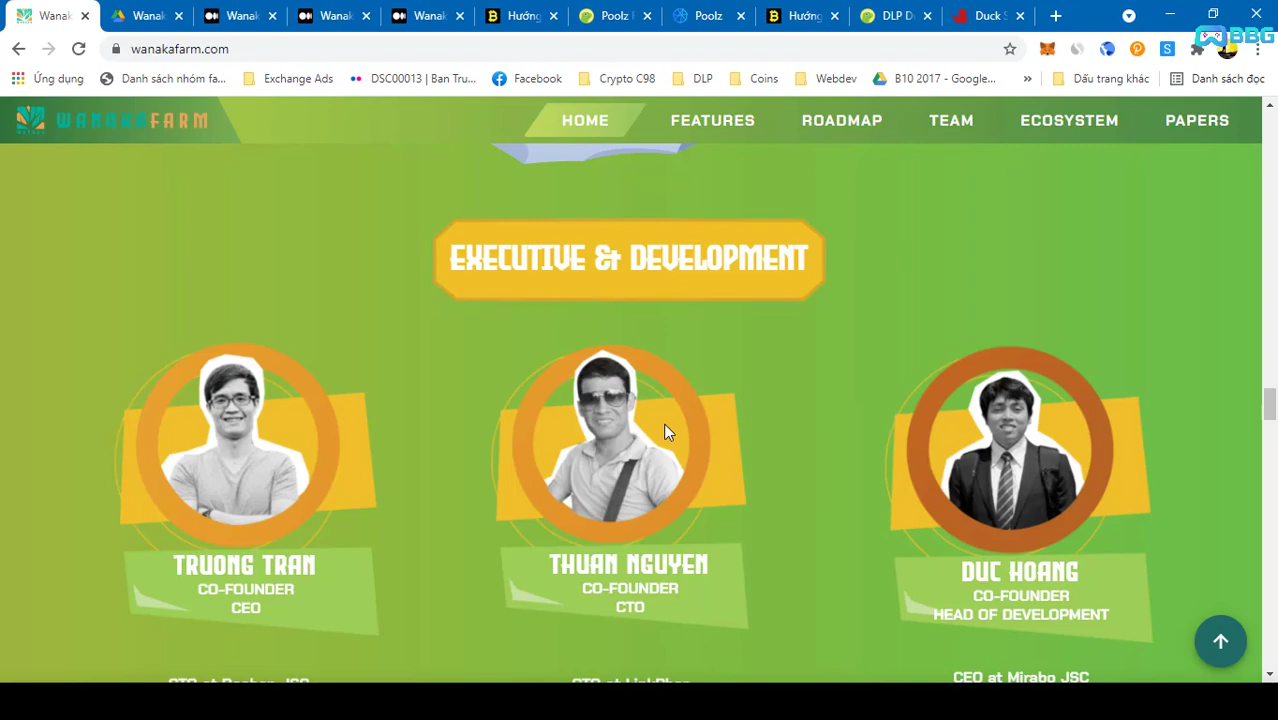 Wanak
Wanak
Wanak
Wanak
Wanak
Hướng
Poolz
Poolz
Hướng
DLP D
Duck S
BBG
wanakafarm.com
Ứng dụng
Danh sách nhóm fa...
Exchange Ads
DSC00013 | Ban Tru...
Facebook
Crypto C98
DLP
Coins
Webdev
B10 2017 - Google...
Dấu trang khác
Danh sách đọc
WANAKAFARM
HOME
FEATURES
ROADMAP
TEAM
ECOSYSTEM
PAPERS
EXECUTIVE & DEVELOPMENT
TRUONG TRAN
CO-FOUNDER
CEO
THUAN NGUYEN
CO-FOUNDER
CTO
DUC HOANG
CO-FOUNDER
HEAD OF DEVELOPMENT
CEO at Mirabo JSC